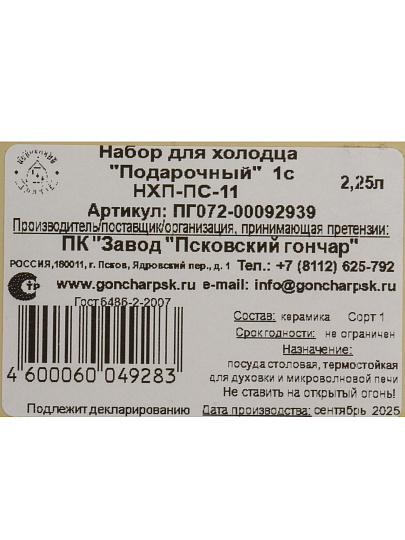 Набор для холодца
"Подарочный" 1с
НХП-ПС-11
2,25л
Артикул: ПГ072-00092939
Производитель/поставщик/организация, принимающая претензии:
ПК "Завод "Псковский гончар"
РОССИЯ,180011, г. Псков, Ядровский пер., д. 1 Тел.: +7 (8112) 625-792
www.goncharpsk.ru e-mail: info@goncharpsk.ru
Гост 6486-2-2007
Состав: керамика Сорт 1
Срок годности: не ограничен
Назначение:
посуда столовая, термостойкая
для духовки и микроволновой печи
Не ставить на открытый огонь!
4 600060 049283
Подлежит декларированию
Дата производства: сентябрь 2025